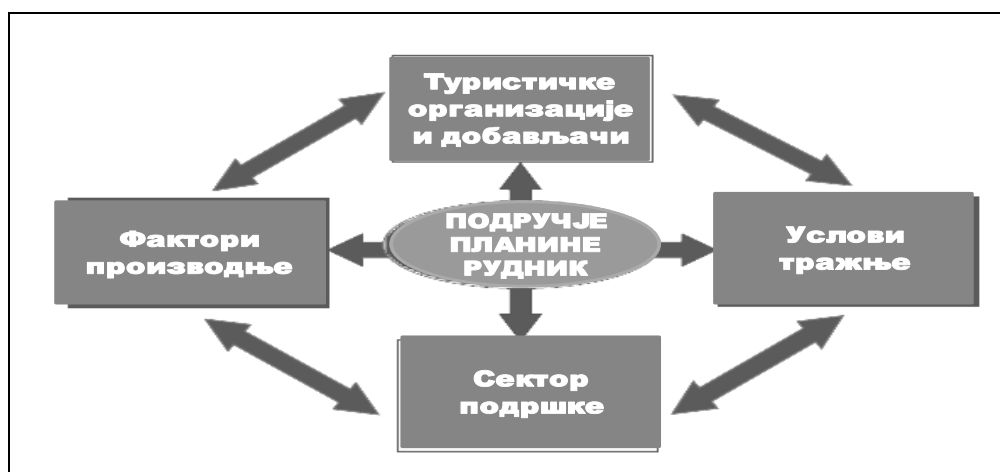 Туристичке
организације
и добављачи
Фактори
производње
ПОДРУЧЈЕ
ПЛАНИНЕ
РУДНИК
Услови
тражње
Сектор
подршке